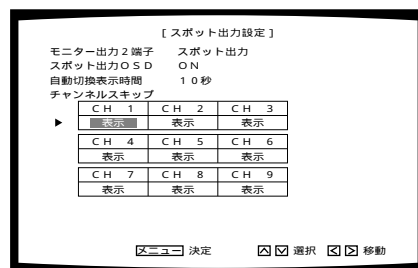 [スポット出力設定]
モニター出力2端子 スポット出力
スポット出力OSD ON
自動切換表示時間 10秒
チャンネルスキップ
CH 1 CH 2 CH 3
▶ 表示 表示 表示
CH 4 CH 5 CH 6
表示 表示 表示
CH 7 CH 8 CH 9
表示 表示 表示
メニュー 決定 ∧ ∨ 選択 < > 移動